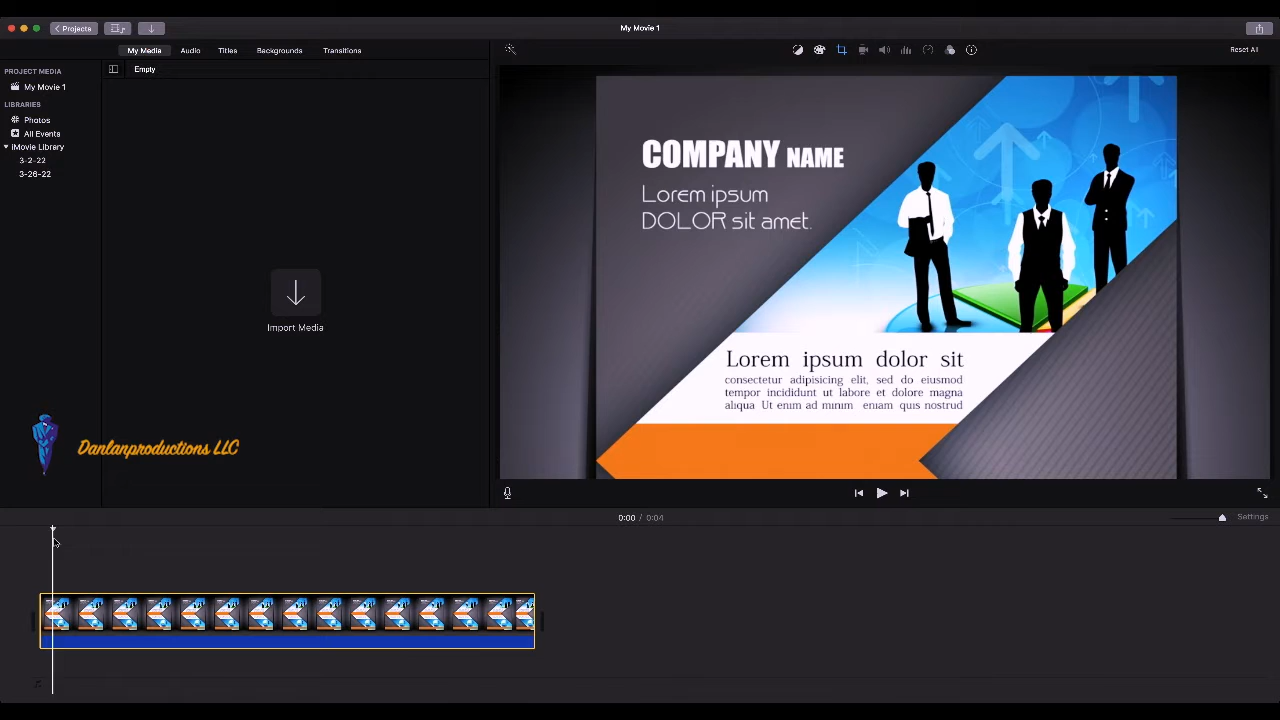 Projects
My Movie 1
My Media
Audio
Titles
Backgrounds
Transitions
Reset All
PROJECT MEDIA
My Movie 1
LIBRARIES
Photos
All Events
iMovie Library
3-2-22
3-26-22
Empty
Import Media
Danlanproductions LLC
COMPANY NAME
Lorem ipsum
DOLOR sit amet.
Lorem ipsum dolor sit
consectetur adipisicing elit, sed do eiusmod
tempor incididunt ut labore et dolore magna
aliqua Ut enim ad minim eniam quis nostrud
0:00 / 0:04
Settings